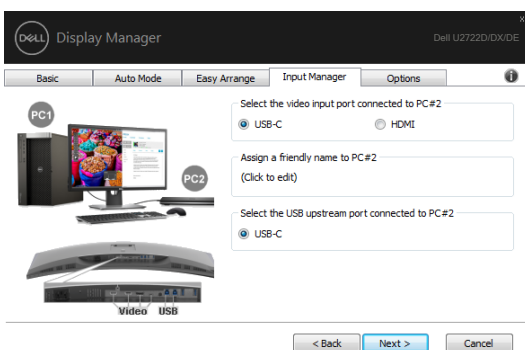 x
DELL Display Manager
Dell U2722D/DX/DE
Basic Auto Mode Easy Arrange Input Manager Options
Select the video input port connected to PC#2
USB-C HDMI
PC1
Assign a friendly name to PC#2
(Click to edit)
PC2
Select the USB upstream port connected to PC#2
USB-C
Video USB
< Back Next > Cancel